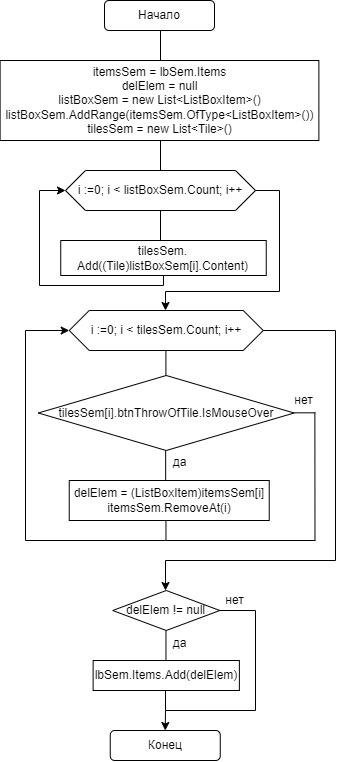 Начало
itemsSem = lbSem.Items
delElem = null
listBoxSem = new List<ListBoxItem>()
listBoxSem.AddRange(itemsSem.OfType<ListBoxItem>())
tilesSem = new List<Tile>()
i :=0; i < listBoxSem.Count; i++
tilesSem.
Add((Tile)listBoxSem[i].Content)
i :=0; i < tilesSem.Count; i++
tilesSem[i].btnThrowOfTile.IsMouseOver
нет
да
delElem = (ListBoxItem)itemsSem[i]
itemsSem.RemoveAt(i)
delElem != null
нет
да
lbSem.Items.Add(delElem)
Конец